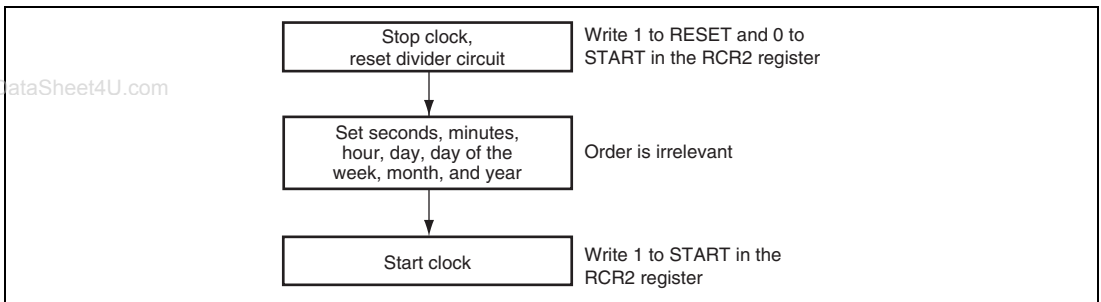 Stop clock,
reset divider circuit
Write 1 to RESET and 0 to
START in the RCR2 register
ataSheet4U.com
Set seconds, minutes,
hour, day, day of the
week, month, and year
Order is irrelevant
Start clock
Write 1 to START in the
RCR2 register